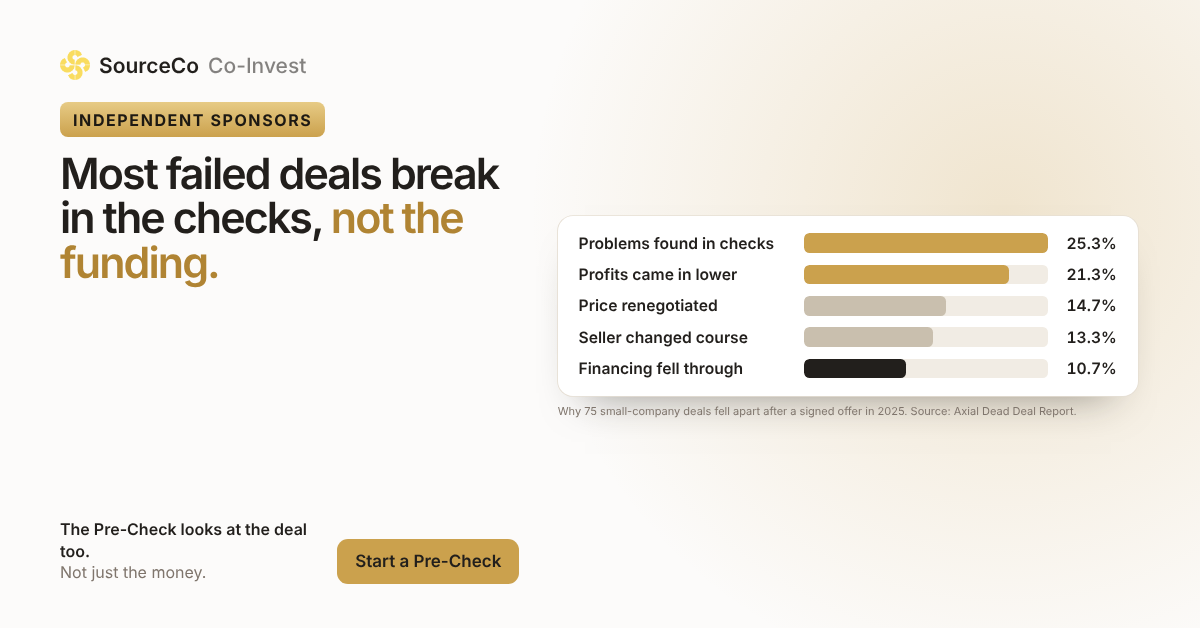 SourceCo Co-Invest
INDEPENDENT SPONSORS
Most failed deals break
in the checks, not the
funding.
Problems found in checks 25.3%
Profits came in lower 21.3%
Price renegotiated 14.7%
Seller changed course 13.3%
Financing fell through 10.7%
Why 75 small-company deals fell apart after a signed offer in 2025. Source: Axial Dead Deal Report.
The Pre-Check looks at the deal
too.
Not just the money.
Start a Pre-Check